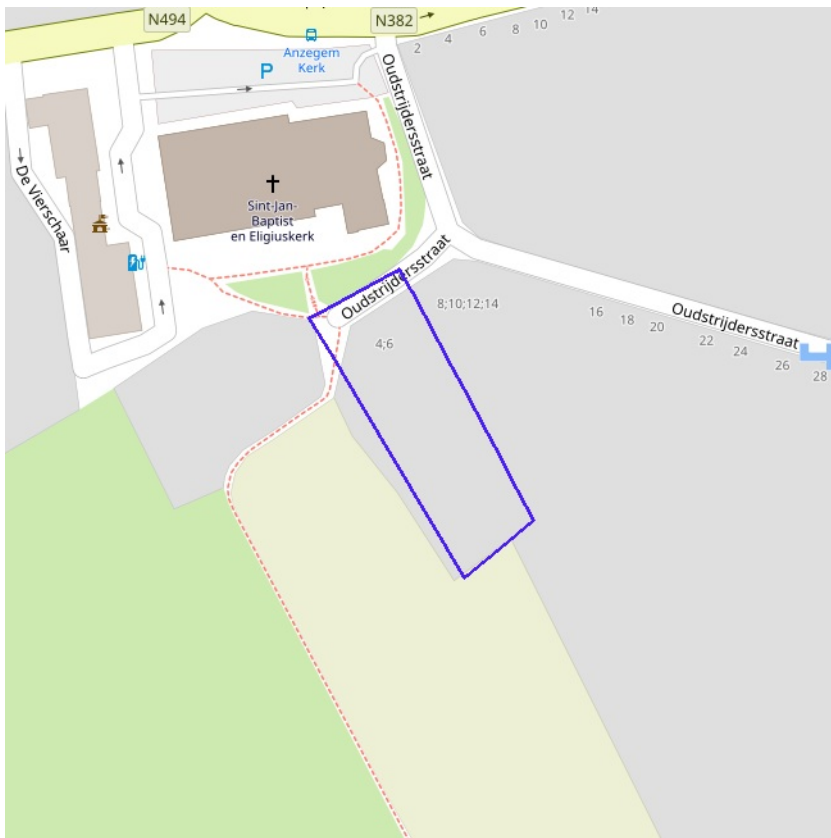 N494
N382
12
14
10
8
6
4
2
Anzegem
Kerk
P
Oudstrijdersstraat
De Vierschaar
Sint-Jan-
Baptist
en Eligiuskerk
Oudstrijdersstraat
8;10;12;14
4;6
16
18
20
Oudstrijdersstraat
22
24
26
28